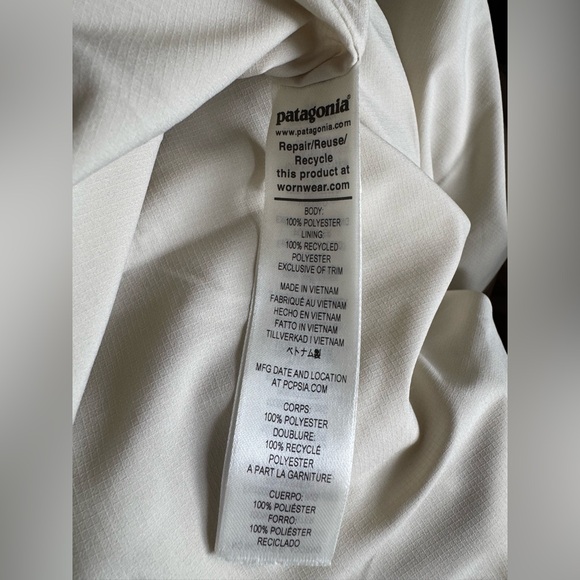 patagonia®
www.patagonia.com
Repair/Reuse/
Recycle
this product at
wornwear.com
BODY:
100% POLYESTER
LINING:
100% RECYCLED
POLYESTER
EXCLUSIVE OF TRIM
MADE IN VIETNAM
FABRIQUÉ AU VIETNAM
HECHO EN VIETNAM
FATTO IN VIETNAM
TILLVERKAD I VIETNAM
ベトナム製
MFG DATE AND LOCATION
AT PCPSIA.COM
CORPS:
100% POLYESTER
DOUBLURE:
100% RECYCLÉ
POLYESTER
A PART LA GARNITURE
CUERPO:
100% POLIÉSTER
FORRO:
100% POLIÉSTER
RECICLADO